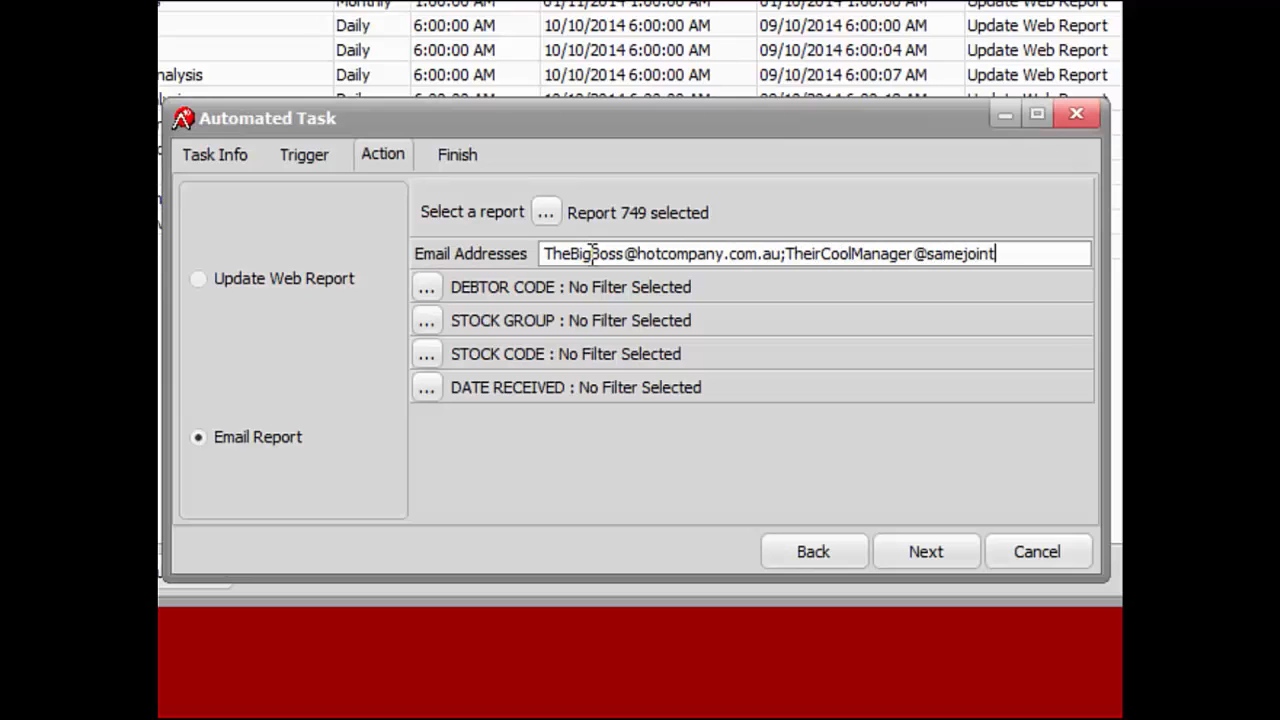 Monthly 1:00:00 AM 01/11/2014 1:00:00 AM 01/10/2014 1:00:00 AM Update Web Report
Daily 6:00:00 AM 10/10/2014 6:00:00 AM 09/10/2014 6:00:00 AM Update Web Report
Daily 6:00:00 AM 10/10/2014 6:00:00 AM 09/10/2014 6:00:04 AM Update Web Report
nalysis Daily 6:00:00 AM 10/10/2014 6:00:00 AM 09/10/2014 6:00:07 AM Update Web Report
Automated Task
Task Info Trigger Action Finish
Select a report ... Report 749 selected
Email Addresses TheBigBoss@hotcompany.com.au;TheirCoolManager@samejoint
Update Web Report
... DEBTOR CODE : No Filter Selected
... STOCK GROUP : No Filter Selected
... STOCK CODE : No Filter Selected
... DATE RECEIVED : No Filter Selected
Email Report
Back Next Cancel